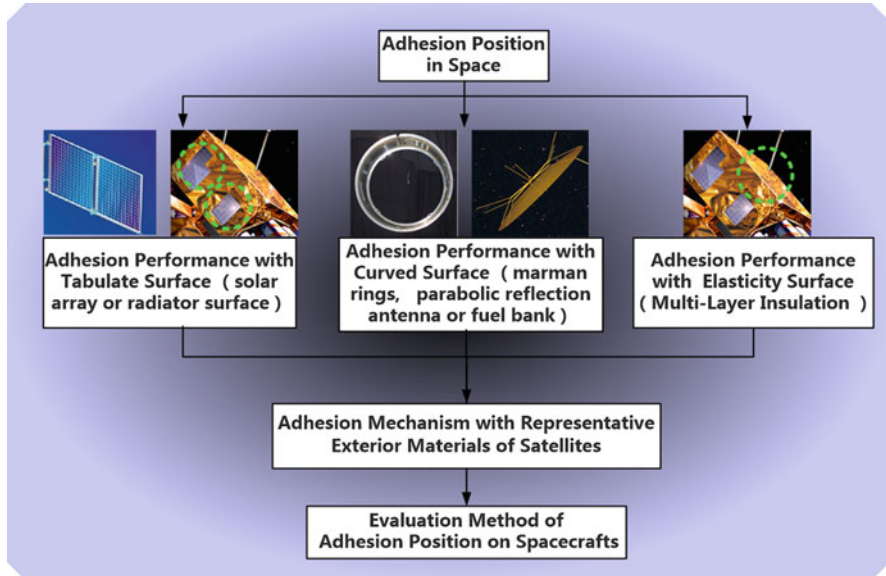 Adhesion Position
in Space
Adhesion Performance with
Tabulate Surface ( solar
array or radiator surface )
Adhesion Performance with
Curved Surface ( marman
rings, parabolic reflection
antenna or fuel bank )
Adhesion Performance
with Elasticity Surface
( Multi-Layer Insulation )
Adhesion Mechanism with Representative
Exterior Materials of Satellites
Evaluation Method of
Adhesion Position on Spacecrafts